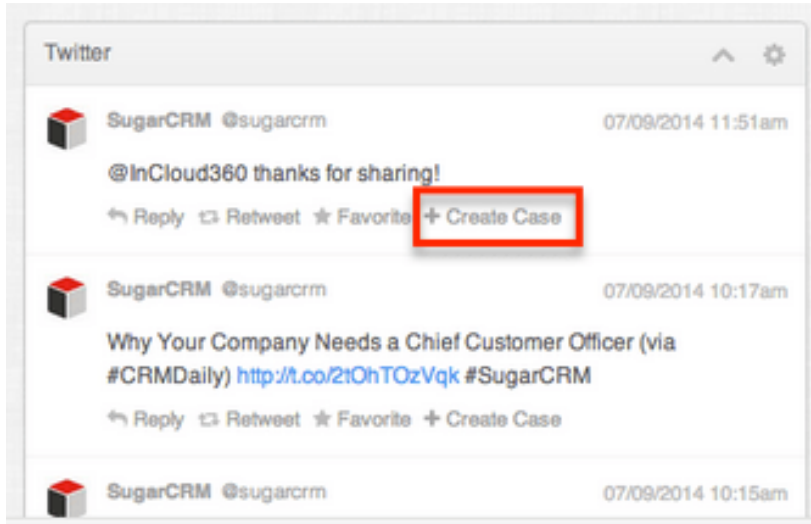 Twitter
SugarCRM @sugarcrm 07/09/2014 11:51am
@InCloud360 thanks for sharing!
Reply Retweet Favorite + Create Case
SugarCRM @sugarcrm 07/09/2014 10:17am
Why Your Company Needs a Chief Customer Officer (via
#CRMDaily) http://t.co/2tOhTOzVqk #SugarCRM
Reply Retweet Favorite + Create Case
SugarCRM @sugarcrm 07/09/2014 10:15am